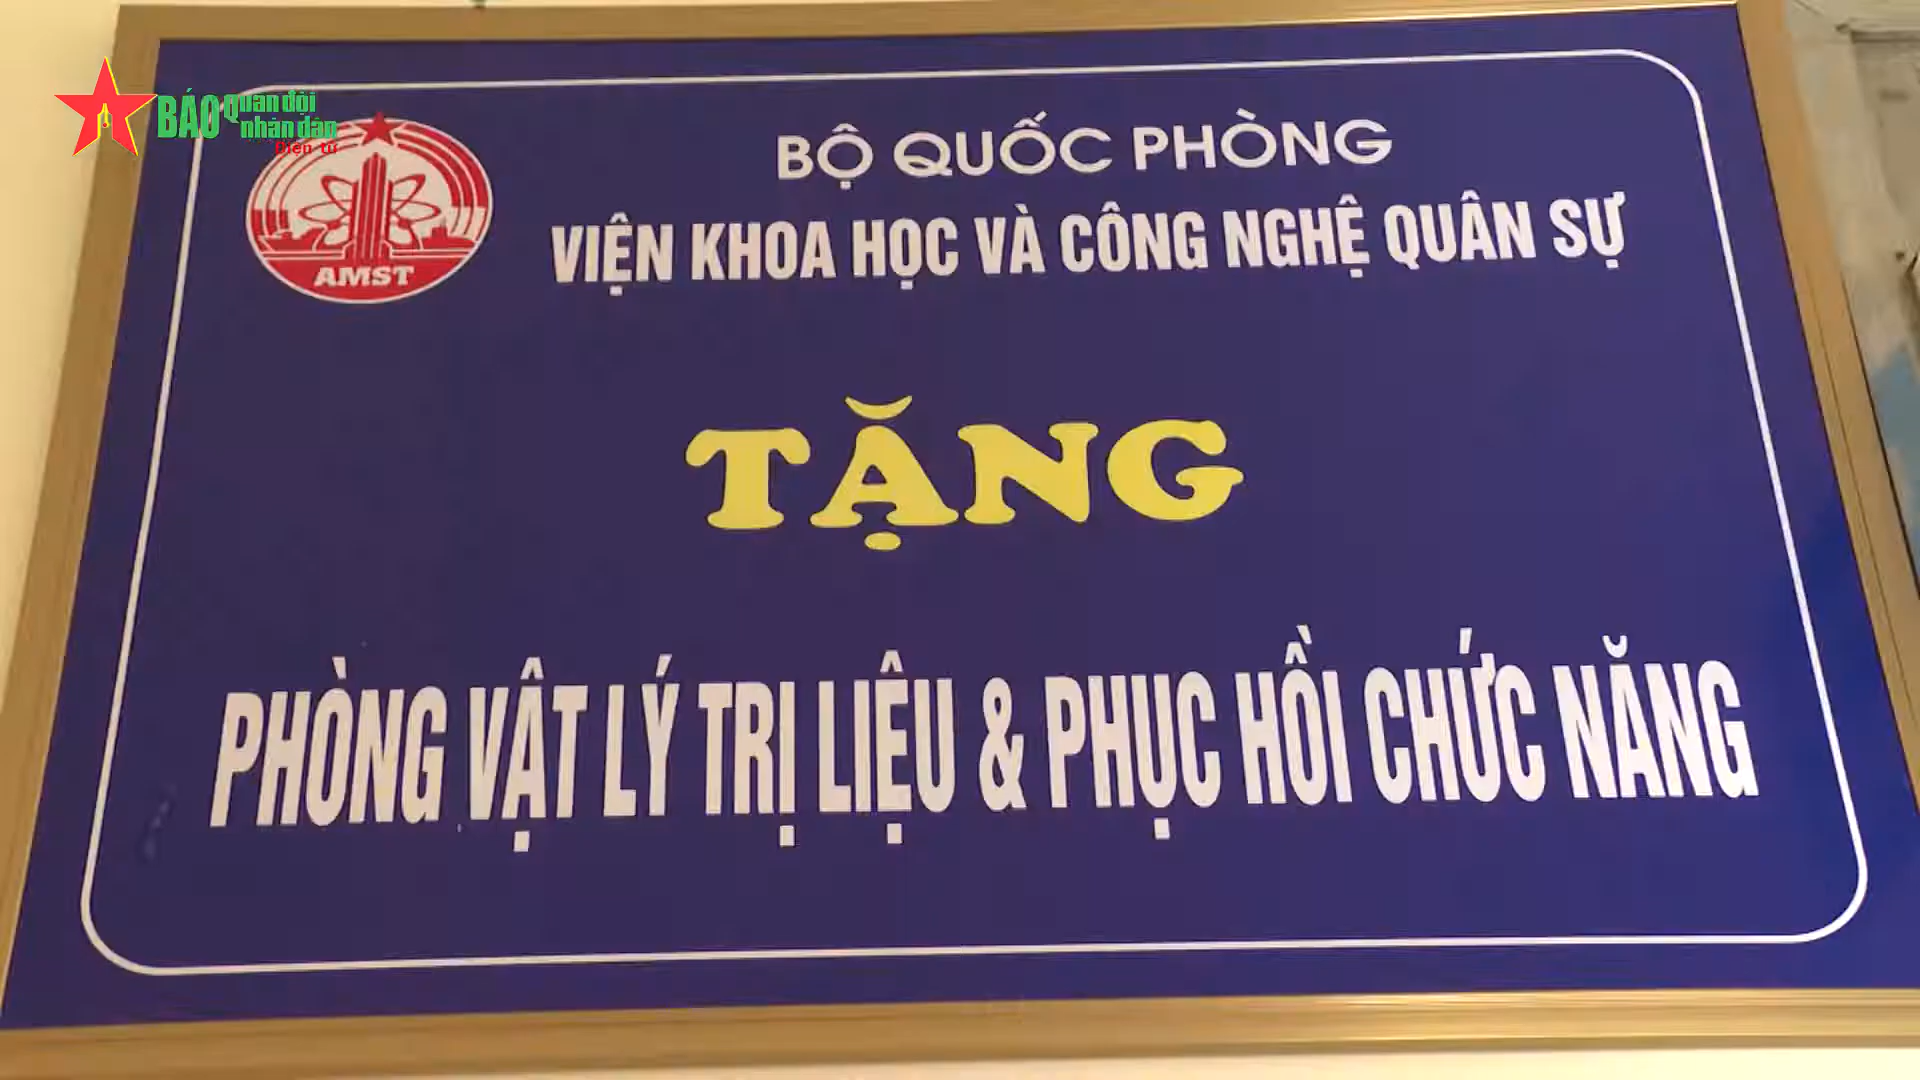 BÁO Quân đội
nhân dân
Điện tử
AMST
BỘ QUỐC PHÒNG
VIỆN KHOA HỌC VÀ CÔNG NGHỆ QUÂN SỰ
TẶNG
PHÒNG VẬT LÝ TRỊ LIỆU & PHỤC HỒI CHỨC NĂNG